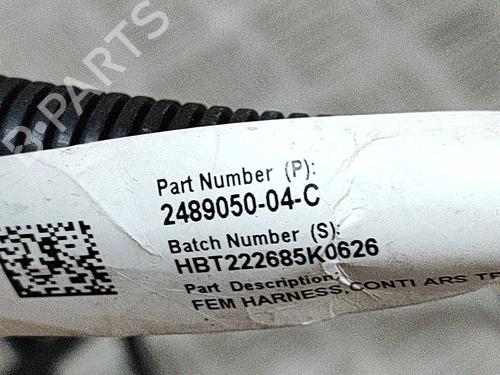 B-PARTS
Part Number (P):
2489050-04-C
Batch Number (S):
HBT222685K0626
Part Description:
FEM HARNESS,CONTI ARS